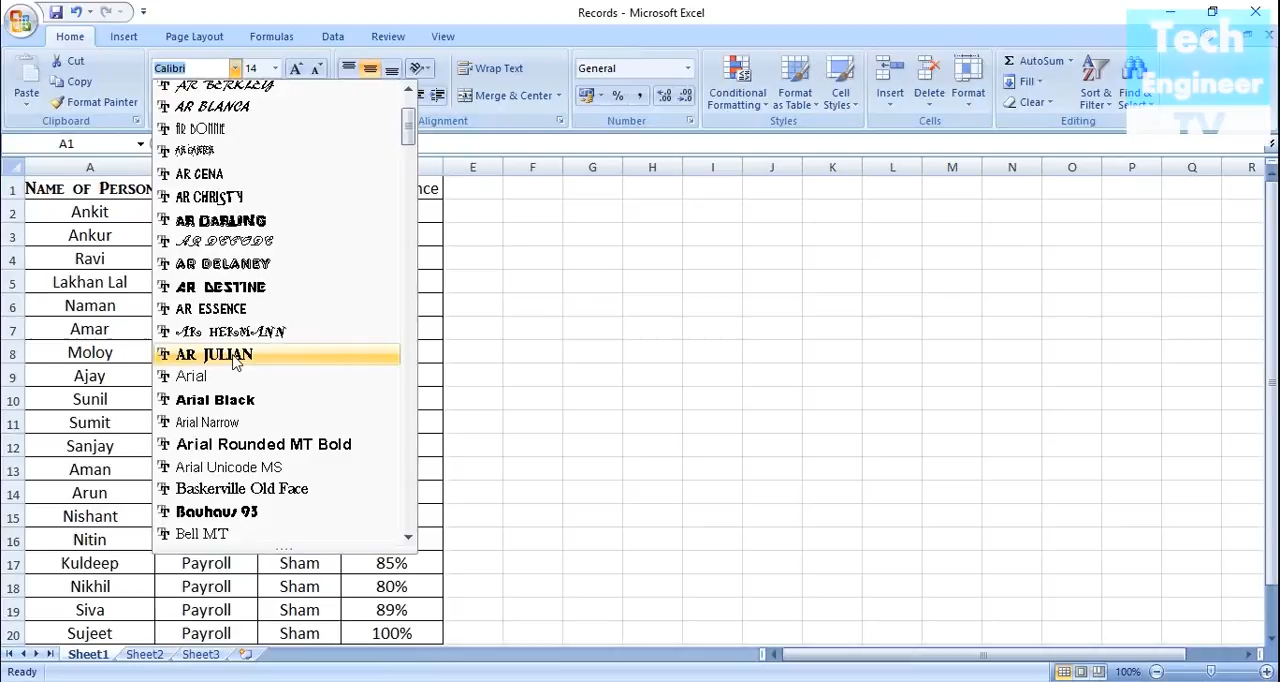 Records - Microsoft Excel
Tech
Engineer
TV
Home Insert Page Layout Formulas Data Review View
Paste
Cut
Copy
Format Painter
Clipboard
Calibri 14
Wrap Text
Merge & Center
Alignment
General
Number
Conditional Formatting
Format as Table
Cell Styles
Styles
Insert Delete Format
Cells
Σ AutoSum
Fill
Clear
Sort & Filter
Find &
Editing
A1
AR BERKLEY
AR BLANCA
AR BONNIE
AR CENA
AR CHRISTY
AR DARLING
AR DECODE
AR DELANEY
AR DESTINE
AR ESSENCE
AR HERMANN
AR JULIAN
Arial
Arial Black
Arial Narrow
Arial Rounded MT Bold
Arial Unicode MS
Baskerville Old Face
Bauhaus 93
Bell MT
A E F G H I J K L M N O P Q R
1 Name of Person
2 Ankit
3 Ankur
4 Ravi
5 Lakhan Lal
6 Naman
7 Amar
8 Moloy
9 Ajay
10 Sunil
11 Sumit
12 Sanjay
13 Aman
14 Arun
15 Nishant
16 Nitin
17 Kuldeep Payroll Sham 85%
18 Nikhil Payroll Sham 80%
19 Siva Payroll Sham 89%
20 Sujeet Payroll Sham 100%
Sheet1 Sheet2 Sheet3
Ready 100%